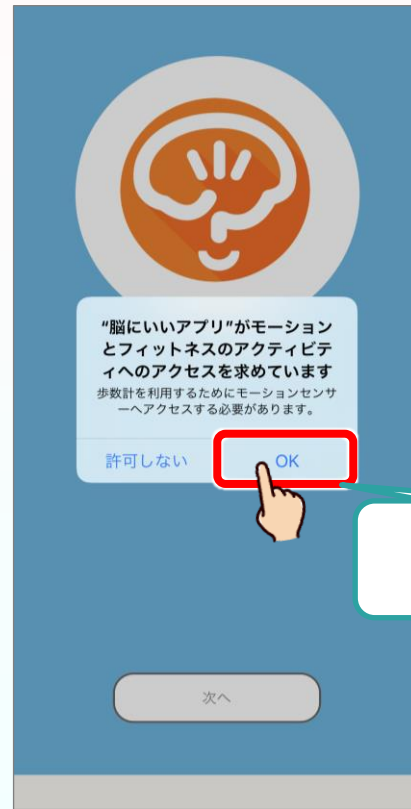 “脳にいいアプリ”がモーション
とフィットネスのアクティビテ
ィへのアクセスを求めています
歩数計を利用するためにモーションセンサ
ーへアクセスする必要があります。
許可しない
OK
次へ